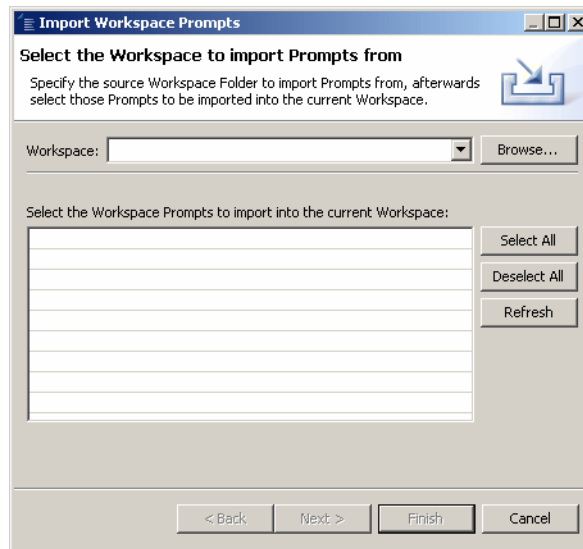 Import Workspace Prompts
Select the Workspace to import Prompts from
Specify the source Workspace Folder to import Prompts from, afterwards
select those Prompts to be imported into the current Workspace.
Workspace:
Browse...
Select the Workspace Prompts to import into the current Workspace:
Select All
Deselect All
Refresh
< Back
Next >
Finish
Cancel